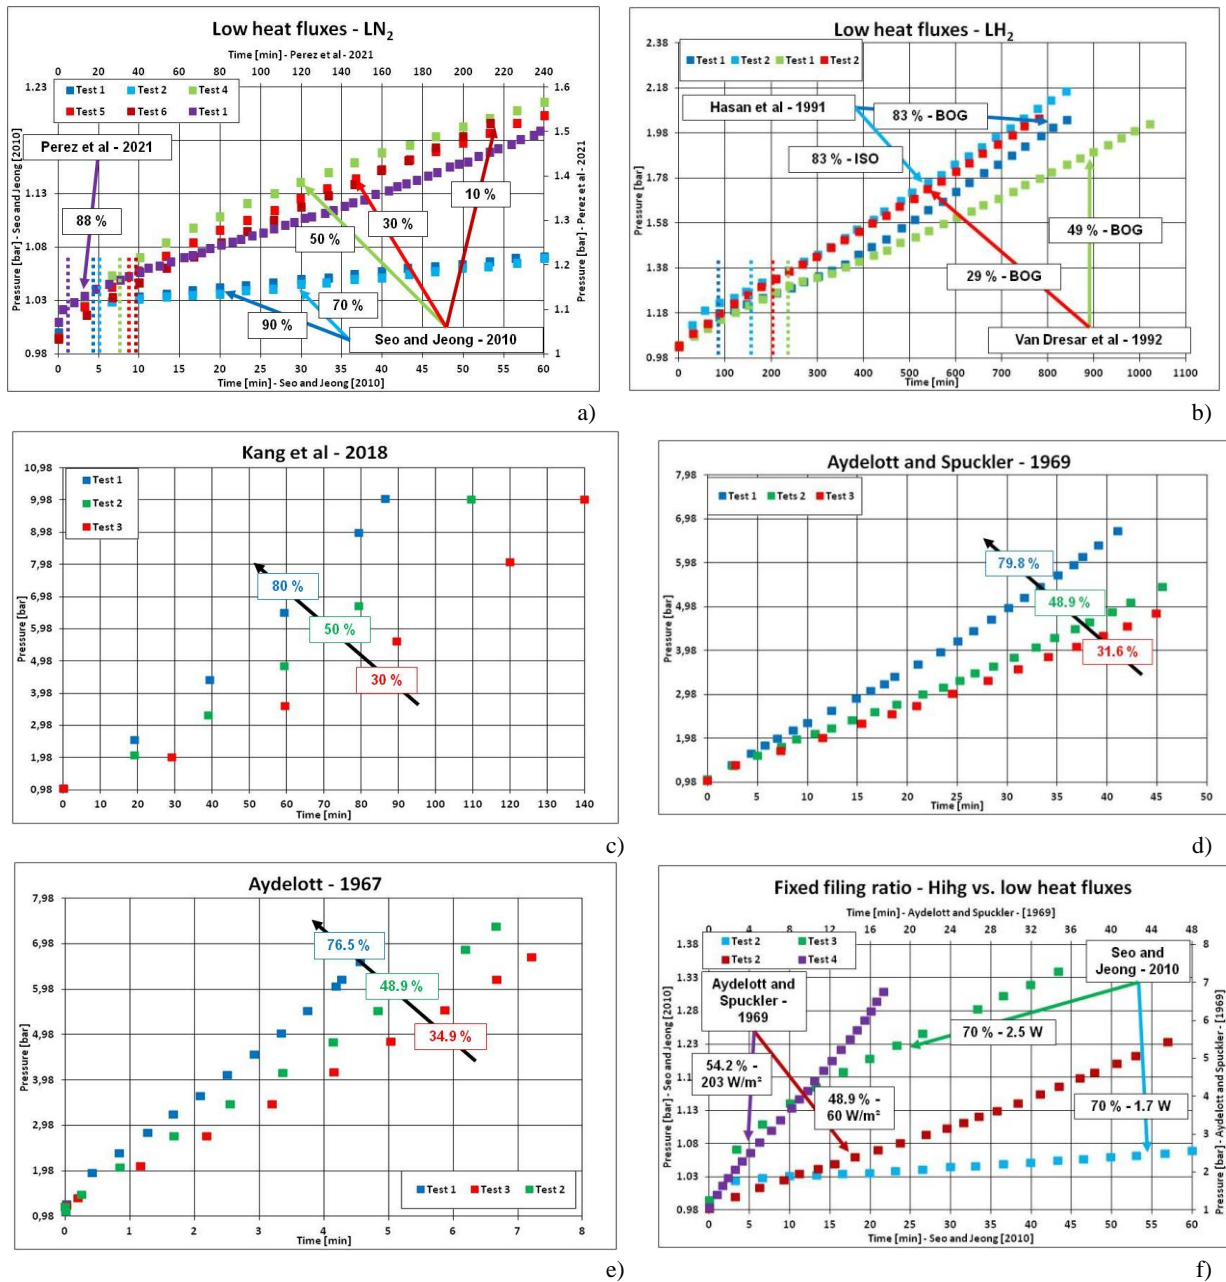 Low heat fluxes - LN2
Time [min] - Perez et al - 2021
0 20 40 60 80 100 120 140 160 180 200 220 240
Test 1 Test 2 Test 4
Test 5 Test 6 Test 1
Perez et al - 2021
88 %
90 %
70 %
50 %
30 %
10 %
Seo and Jeong - 2010
1.23
1.13
1.08
1.03
0.98
1.6
1.5
1.4
1.3
1.2
1.1
1
Pressure [bar] - Seo and Jeong [2010]
Pressure [bar] - Perez et al - 2021
0 10 20 30 40 50 60
Time [min] - Seo and Jeong [2010]
a)
Low heat fluxes - LH2
Test 1 Test 2 Test 1 Test 2
Hasan et al - 1991
83 % - BOG
83 % - ISO
49 % - BOG
29 % - BOG
Van Dresar et al - 1992
2.38
2.18
1.98
1.78
1.58
1.38
1.18
0.98
Pressure [bar]
0 100 200 300 400 500 600 700 800 900 1000 1100
Time [min]
b)
Kang et al - 2018
Test 1
Test 2
Test 3
80 %
50 %
30 %
10,98
9,98
8,98
7,98
6,98
5,98
4,98
3,98
2,98
1,98
0,98
Pressure [bar]
0 10 20 30 40 50 60 70 80 90 100 110 120 130 140
Time [min]
c)
Aydelott and Spuckler - 1969
Test 1 Tets 2 Test 3
79.8 %
48.9 %
31.6 %
7,98
6,98
5,98
4,98
3,98
2,98
1,98
0,98
Pressure [bar]
0 5 10 15 20 25 30 35 40 45 50
Time [min]
d)
Aydelott - 1967
76.5 %
48.9 %
34.9 %
Test 1 Test 3 Test 2
7,98
6,98
5,98
4,98
3,98
2,98
1,98
0,98
Pressure [bar]
0 1 2 3 4 5 6 7 8
Time [min]
e)
Fixed filing ratio - Hihg vs. low heat fluxes
Time [min] - Aydelott and Spuckler - [1969]
0 4 8 12 16 20 24 28 32 36 40 44 48
Test 2 Test 3
Tets 2 Test 4
Aydelott and
Spuckler -
1969
Seo and
Jeong - 2010
70 % - 2.5 W
54.2 % -
203 W/m²
48.9 % -
60 W/m²
70 % - 1.7 W
1.38
1.33
1.28
1.23
1.18
1.13
1.08
1.03
0.98
8
7
6
5
4
3
2
1
Pressure [bar] - Seo and Jeong [2010]
Pressure [bar] - Aydelott and Spuckler - [1969]
0 5 10 15 20 25 30 35 40 45 50 55 60
Time [min] - Seo and Jeong [2010]
f)